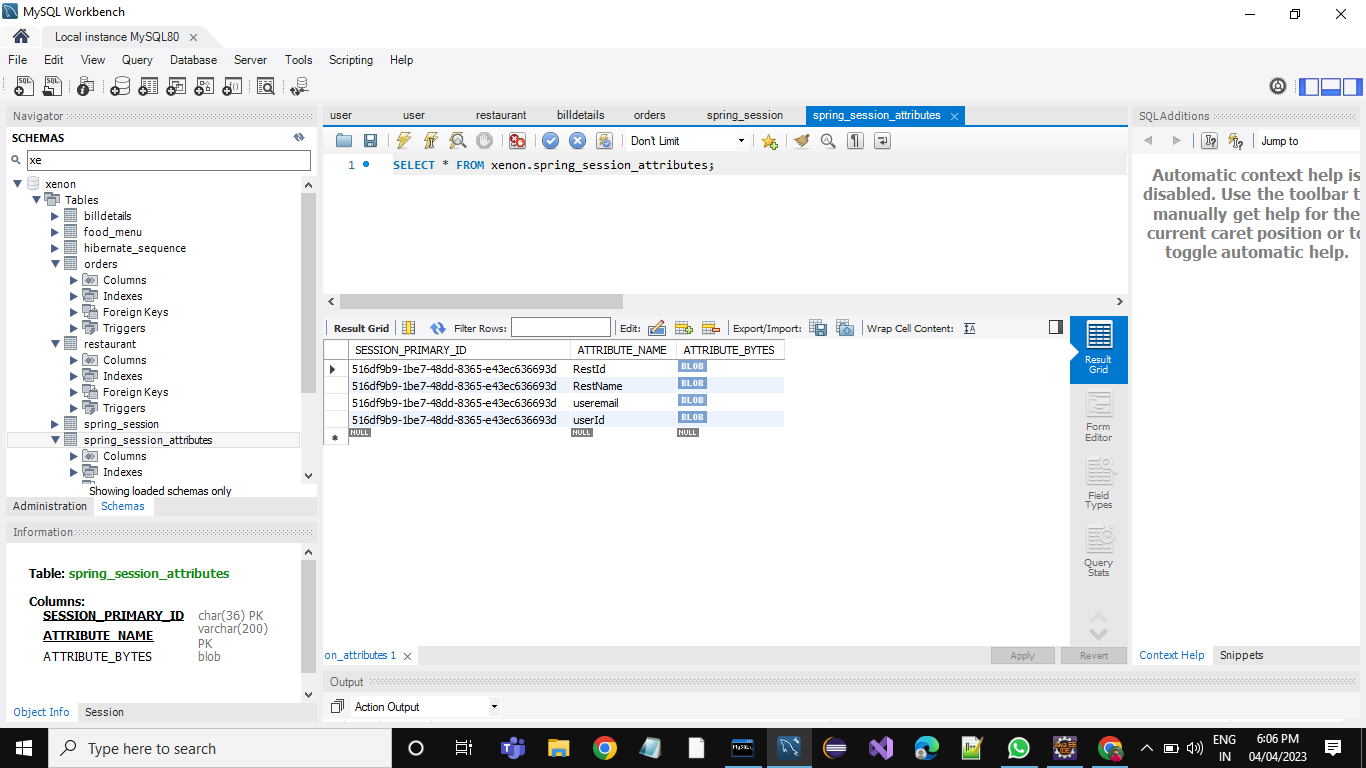 MySQL Workbench
Local instance MySQL80
File Edit View Query Database Server Tools Scripting Help
Navigator
SCHEMAS
xe
xenon
Tables
billdetails
food_menu
hibernate_sequence
orders
Columns
Indexes
Foreign Keys
Triggers
restaurant
Columns
Indexes
Foreign Keys
Triggers
spring_session
spring_session_attributes
Columns
Indexes
Showing loaded schemas only
Administration Schemas
Information
Table: spring_session_attributes
Columns:
SESSION_PRIMARY_ID char(36) PK
ATTRIBUTE_NAME varchar(200)
PK
ATTRIBUTE_BYTES blob
Object Info Session
user user restaurant billdetails orders spring_session spring_session_attributes
Don't Limit
1 SELECT * FROM xenon.spring_session_attributes;
Result Grid Filter Rows: Edit: Export/Import: Wrap Cell Content:
SESSION_PRIMARY_ID ATTRIBUTE_NAME ATTRIBUTE_BYTES
516df9b9-1be7-48dd-8365-e43ec636693d RestId BLOB
516df9b9-1be7-48dd-8365-e43ec636693d RestName BLOB
516df9b9-1be7-48dd-8365-e43ec636693d useremail BLOB
516df9b9-1be7-48dd-8365-e43ec636693d userId BLOB
NULL NULL NULL
Result
Grid
Form
Editor
Field
Types
Query
Stats
on_attributes 1 Apply Revert
Output
Action Output
SQLAdditions
Jump to
Automatic context help is
disabled. Use the toolbar t
manually get help for the
current caret position or to
toggle automatic help.
Context Help Snippets
Type here to search
ENG
IN
6:06 PM
04/04/2023